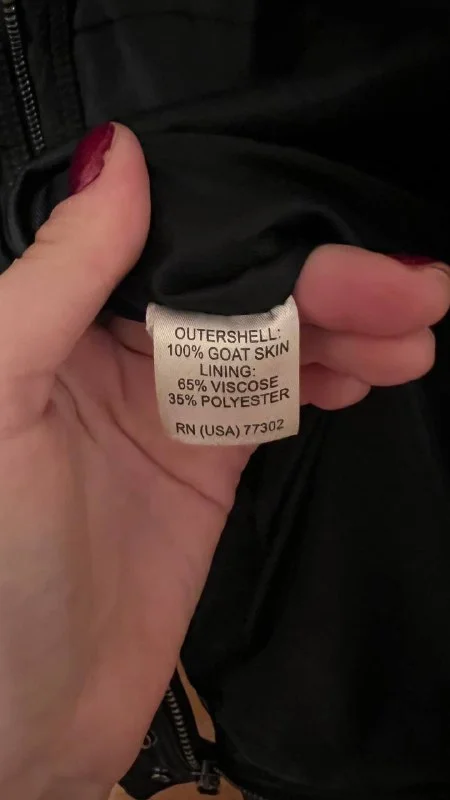 OUTERSHELL:
100% GOAT SKIN
LINING:
65% VISCOSE
35% POLYESTER
RN (USA) 77302